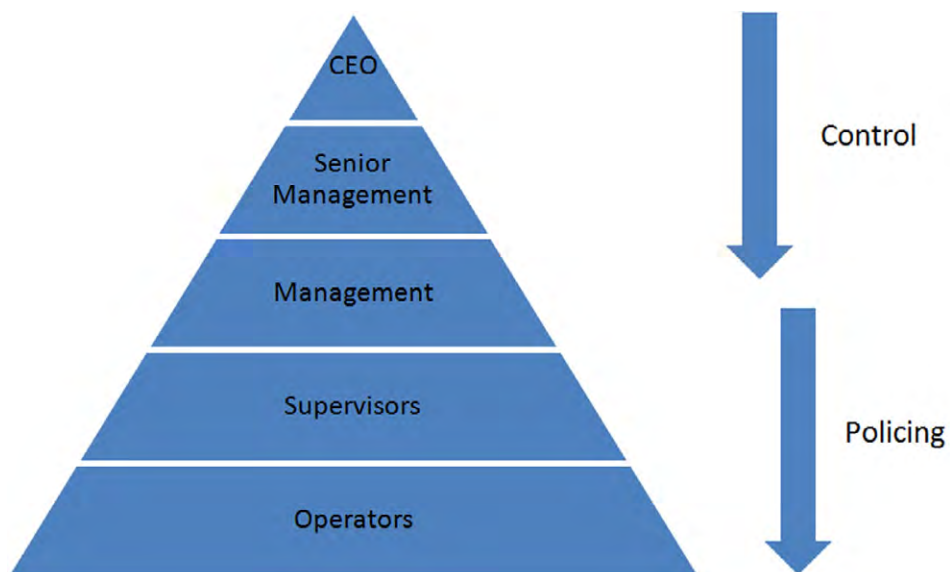 CEO
Senior
Management
Management
Supervisors
Operators
Control
Policing